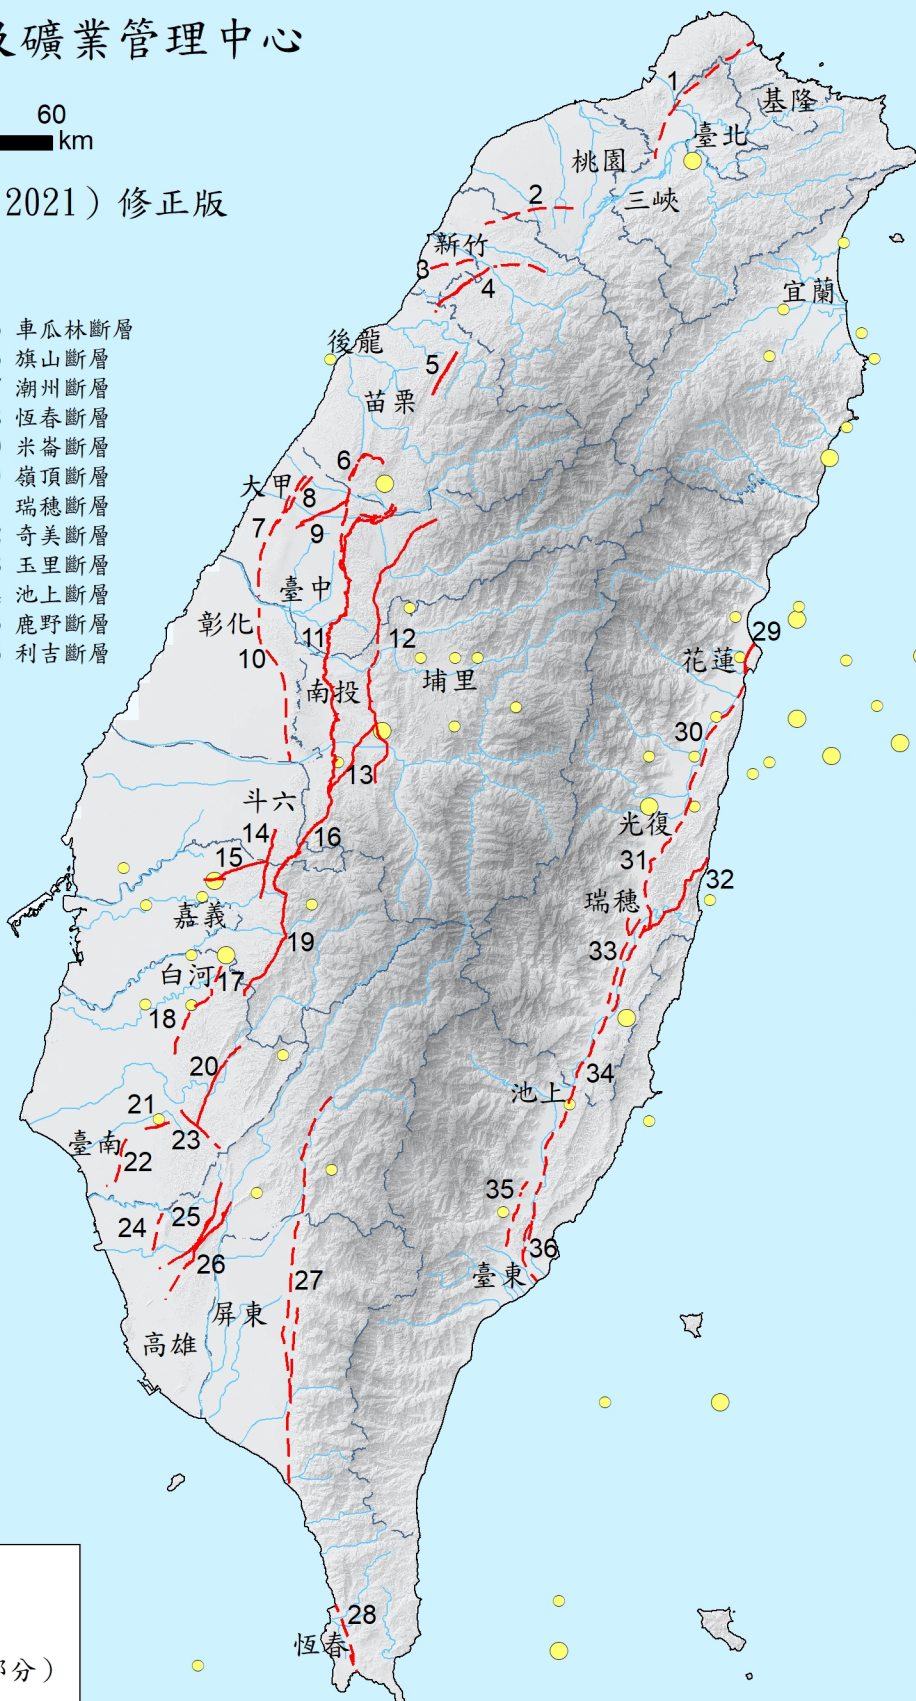 及礦業管理中心
60
km
2021）修正版
車瓜林斷層
旗山斷層
潮州斷層
恆春斷層
米崙斷層
嶺頂斷層
瑞穗斷層
奇美斷層
玉里斷層
池上斷層
鹿野斷層
利吉斷層
1
基隆
臺北
桃園
三峽
2
新竹
3
4
宜蘭
後龍
5
苗栗
6
大甲
8
7
9
臺中
彰化
11
12
29
10
花蓮
南投
埔里
30
13
斗六
14
16
光復
15
31
32
瑞穗
嘉義
19
33
白河
17
18
20
34
池上
21
臺南
23
22
35
24
25
36
26
27
臺東
屏東
高雄
28
恆春
部分）